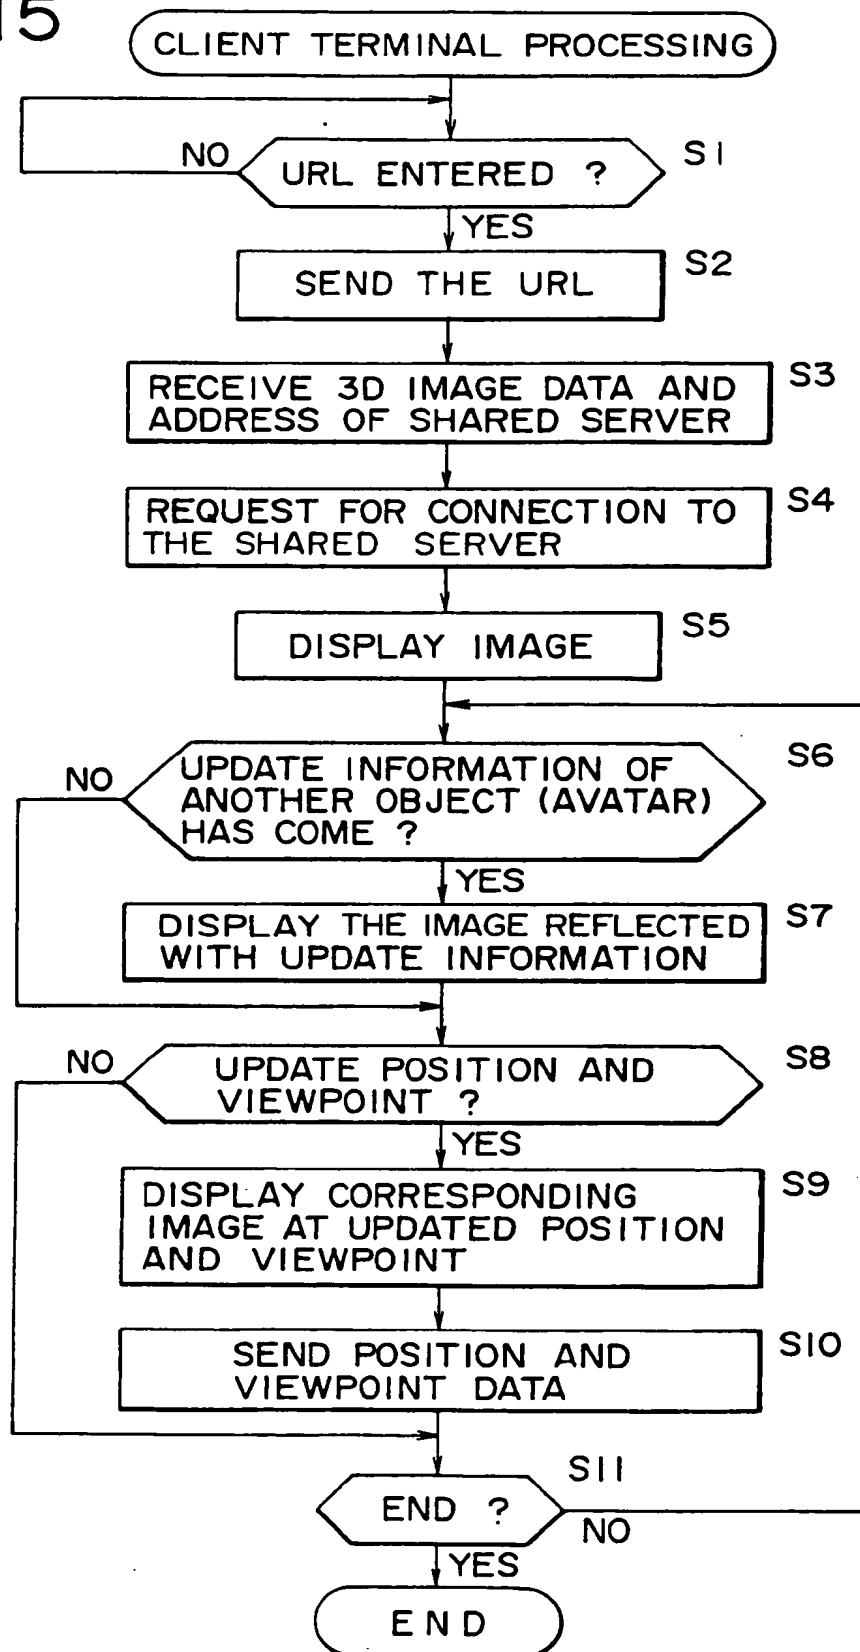 15
CLIENT TERMINAL PROCESSING
NO
URL ENTERED ?
S1
YES
S2
SEND THE URL
S3
RECEIVE 3D IMAGE DATA AND
ADDRESS OF SHARED SERVER
S4
REQUEST FOR CONNECTION TO
THE SHARED SERVER
S5
DISPLAY IMAGE
S6
NO
UPDATE INFORMATION OF
ANOTHER OBJECT (AVATAR)
HAS COME ?
YES
S7
DISPLAY THE IMAGE REFLECTED
WITH UPDATE INFORMATION
S8
NO
UPDATE POSITION AND
VIEWPOINT ?
YES
S9
DISPLAY CORRESPONDING
IMAGE AT UPDATED POSITION
AND VIEWPOINT
S10
SEND POSITION AND
VIEWPOINT DATA
S11
END ?
NO
YES
END